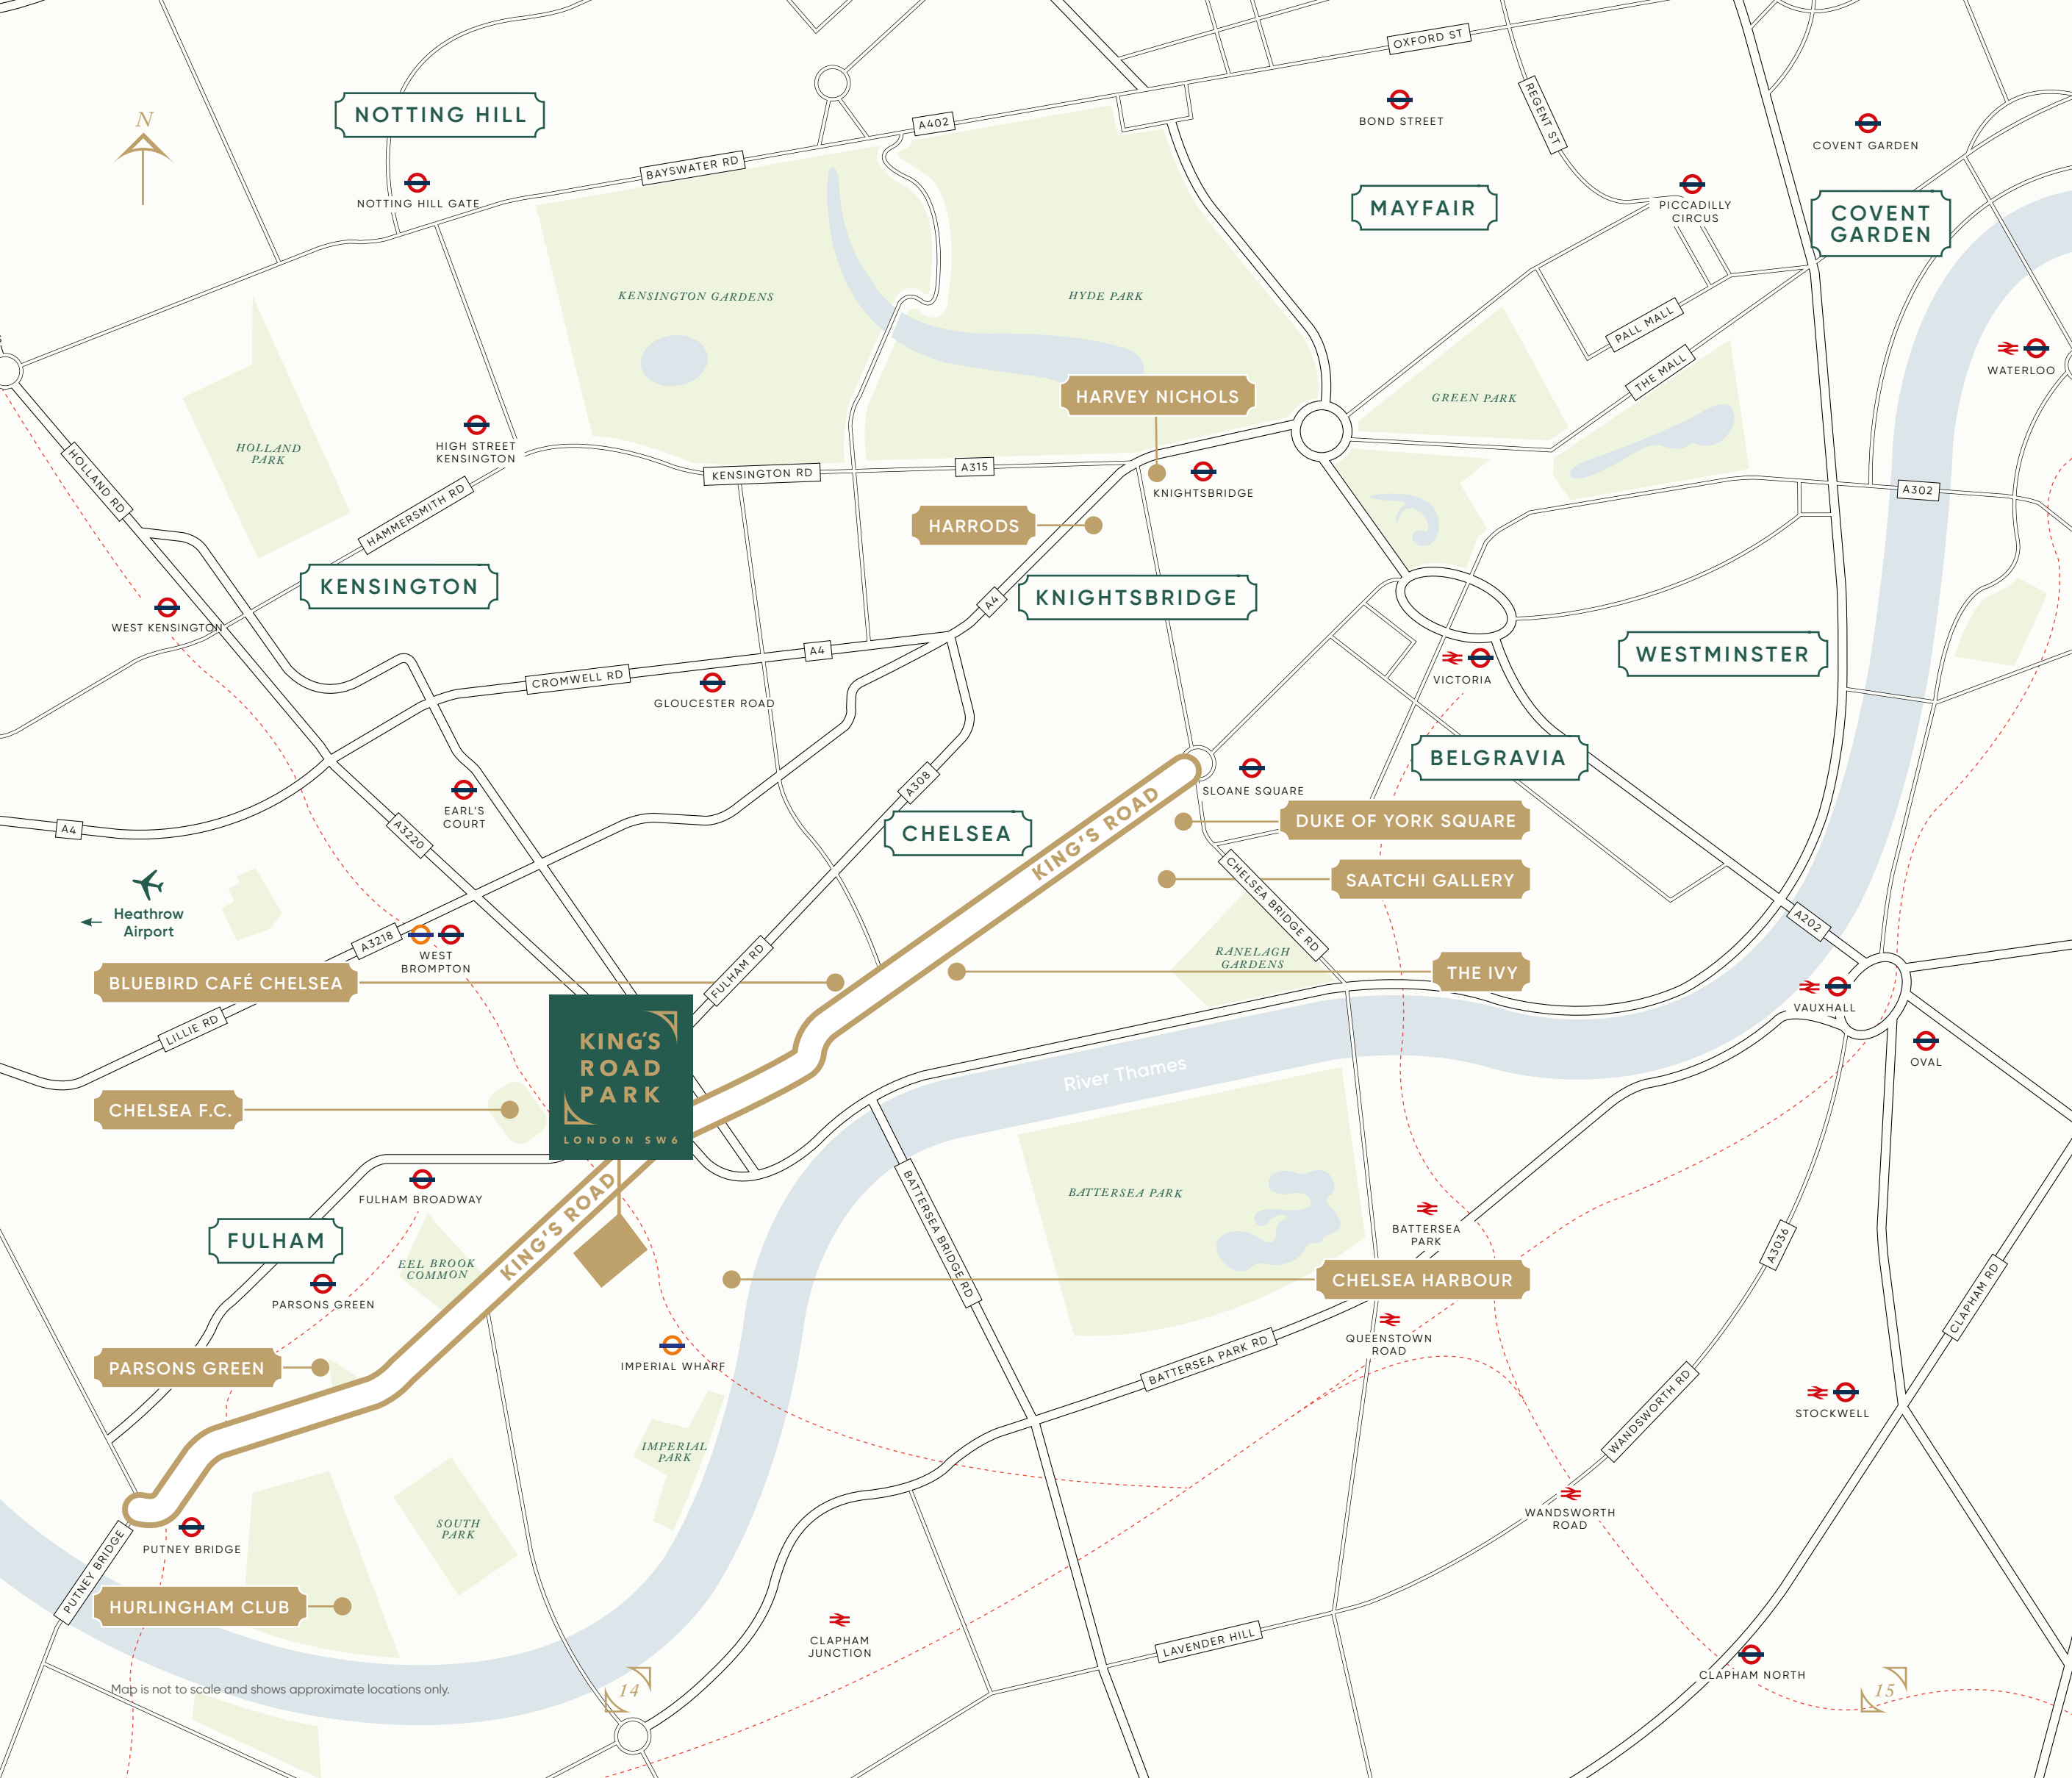 OXFORD ST
REGENT ST
BOND STREET
COVENT GARDEN
N
NOTTING HILL
A402
BAYSWATER RD
NOTTING HILL GATE
MAYFAIR
PICCADILLY
CIRCUS
COVENT
GARDEN
KENSINGTON GARDENS
HYDE PARK
PALL MALL
THE MALL
WATERLOO
HARVEY NICHOLS
GREEN PARK
HOLLAND
PARK
HIGH STREET
KENSINGTON
HOLLAND RD
HAMMERSMITH RD
KENSINGTON RD
A315
KNIGHTSBRIDGE
A302
HARRODS
KENSINGTON
A4
KNIGHTSBRIDGE
WEST KENSINGTON
A4
CROMWELL RD
GLOUCESTER ROAD
VICTORIA
WESTMINSTER
BELGRAVIA
EARL'S
COURT
A308
SLOANE SQUARE
A4
A3220
CHELSEA
KING'S ROAD
DUKE OF YORK SQUARE
SAATCHI GALLERY
CHELSEA BRIDGE RD
Heathrow
Airport
A3218
WEST
BROMPTON
A202
RANELAGH
GARDENS
BLUEBIRD CAFÉ CHELSEA
FULHAM RD
THE IVY
VAUXHALL
LILLIE RD
KING'S
ROAD
PARK
LONDON SW6
OVAL
River Thames
CHELSEA F.C.
FULHAM BROADWAY
KING'S ROAD
BATTERSEA BRIDGE RD
BATTERSEA PARK
BATTERSEA
PARK
A3036
FULHAM
EEL BROOK
COMMON
PARSONS GREEN
CHELSEA HARBOUR
CLAPHAM RD
QUEENSTOWN
ROAD
PARSONS GREEN
IMPERIAL WHARF
BATTERSEA PARK RD
STOCKWELL
WANDSWORTH RD
IMPERIAL
PARK
SOUTH
PARK
WANDSWORTH
ROAD
PUTNEY BRIDGE
PUTNEY BRIDGE
HURLINGHAM CLUB
CLAPHAM
JUNCTION
LAVENDER HILL
CLAPHAM NORTH
Map is not to scale and shows approximate locations only.
14
15